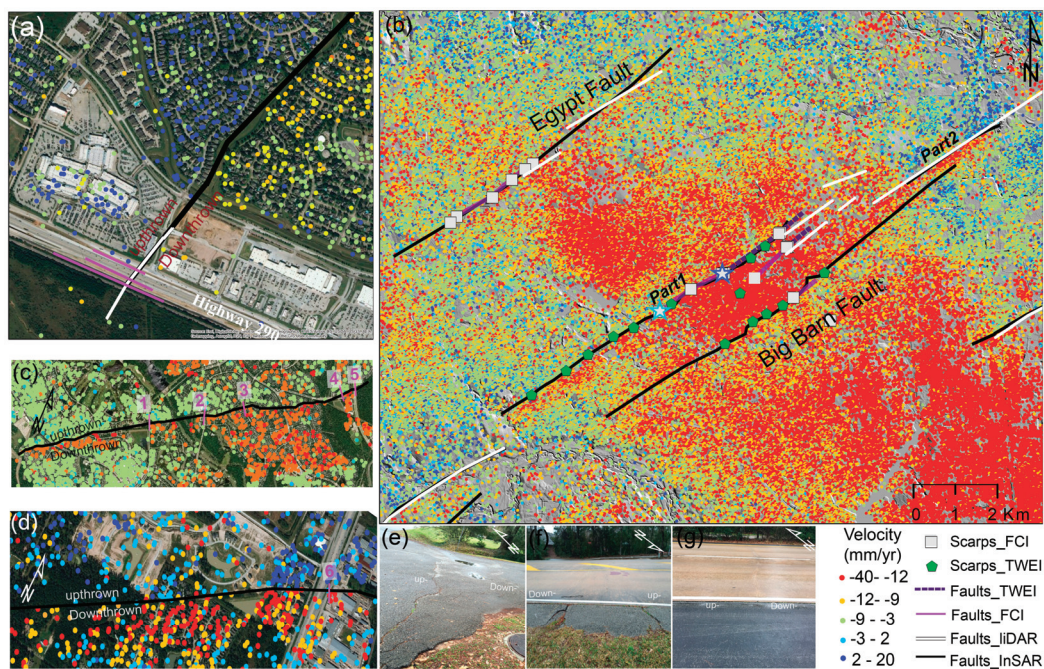 (a)
upthrown
Downthrown
Highway 290
(b)
N
Egypt Fault
Part2
Part1
Big Barn Fault
0 1 2 Km
(c)
N
1
2
3
4
5
upthrown
Downthrown
(d)
N
6
upthrown
Downthrown
(e)
N
up-
Down-
(f)
N
up-
Down-
(g)
N
up-
Down-
Velocity
(mm/yr)
-40- -12
-12- -9
-9 - -3
-3 - 2
2 - 20
Scarps_FCI
Scarps_TWEI
Faults_TWEI
Faults_FCI
Faults_liDAR
Faults_InSAR